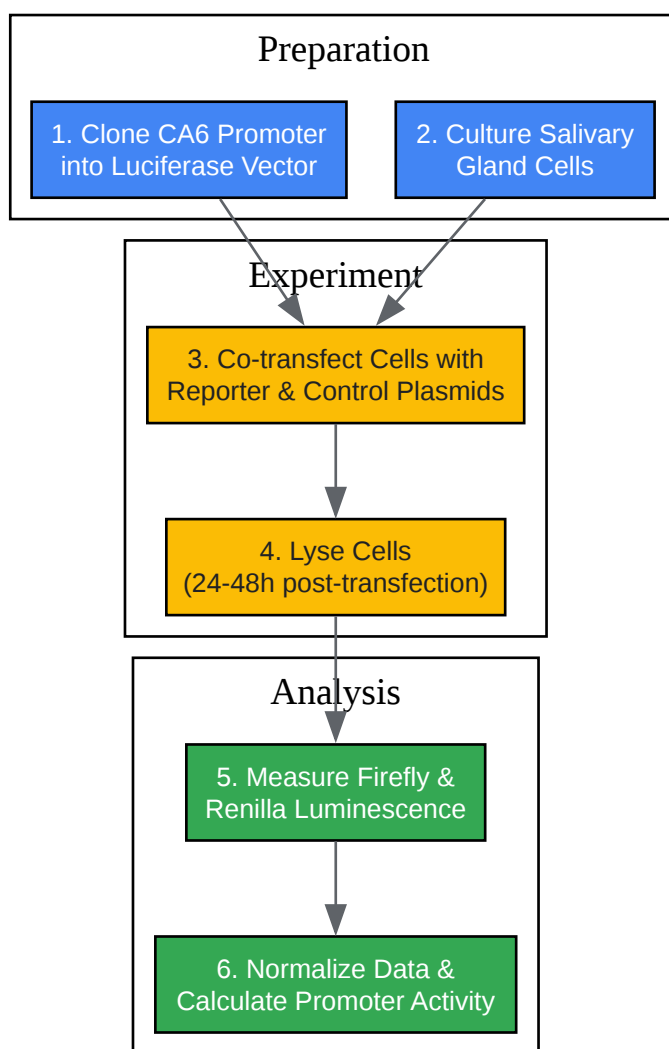 Preparation
1. Clone CA6 Promoter
into Luciferase Vector
2. Culture Salivary
Gland Cells
Experiment
3. Co-transfect Cells with
Reporter & Control Plasmids
4. Lyse Cells
(24-48h post-transfection)
Analysis
5. Measure Firefly &
Renilla Luminescence
6. Normalize Data &
Calculate Promoter Activity